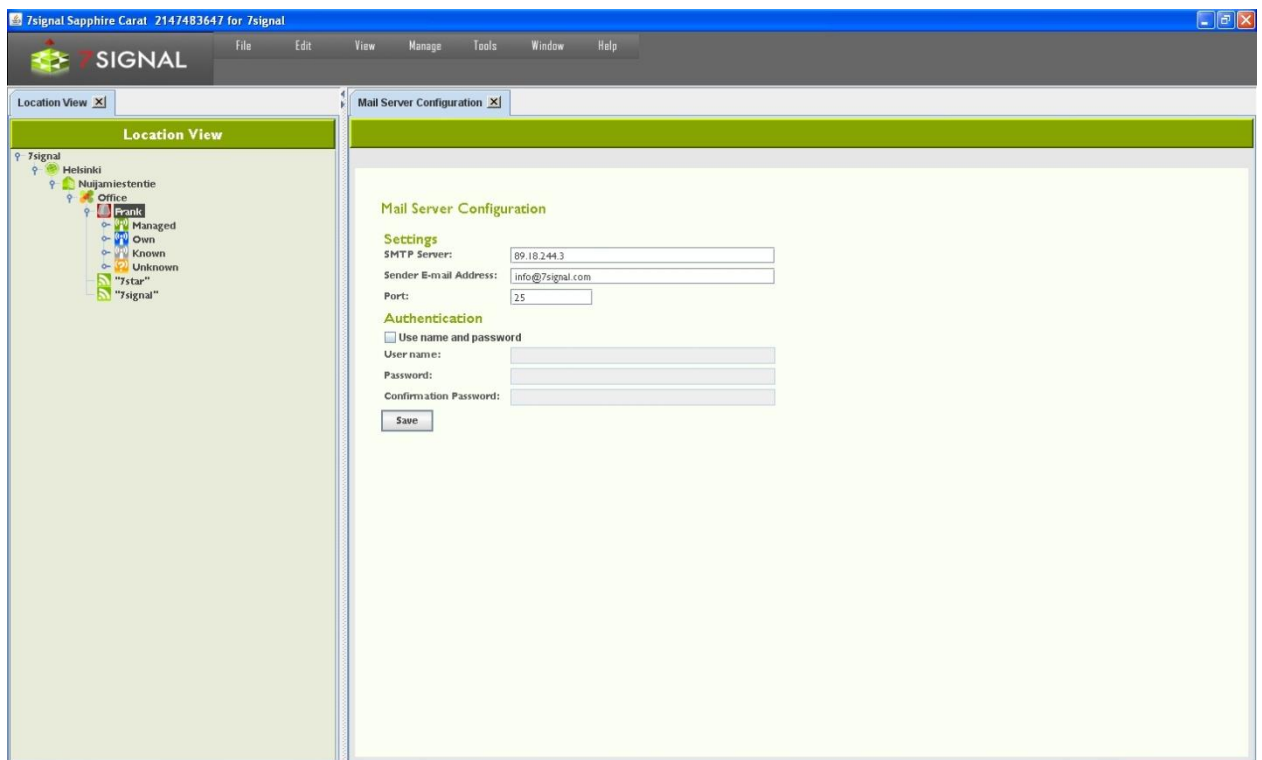 7signal Sapphire Carat 2147483647 for 7signal
7SIGNAL
File Edit View Manage Tools Window Help
Location View
Mail Server Configuration
Location View
7signal
Helsinki
Nuijamiestentie
Office
Frank
Managed
Own
Known
Unknown
"7star"
"7signal"
Mail Server Configuration
Settings
SMTP Server: 89.18.244.3
Sender E-mail Address: info@7signal.com
Port: 25
Authentication
Use name and password
User name:
Password:
Confirmation Password:
Save